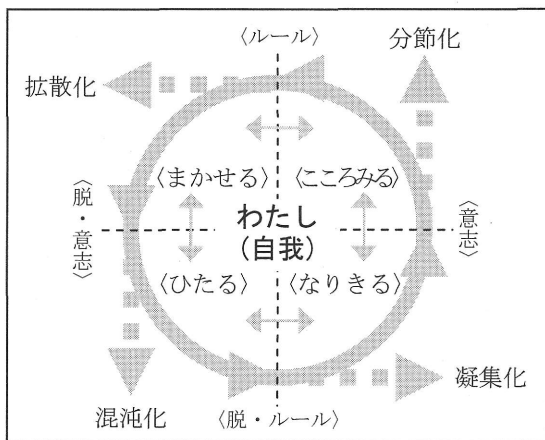 〈ルール〉
分節化
拡散化
〈まかせる〉
〈こころみる〉
〈脱・意志〉
わたし
(自我)
〈意志〉
〈ひたる〉
〈なりきる〉
凝集化
混沌化
〈脱・ルール〉